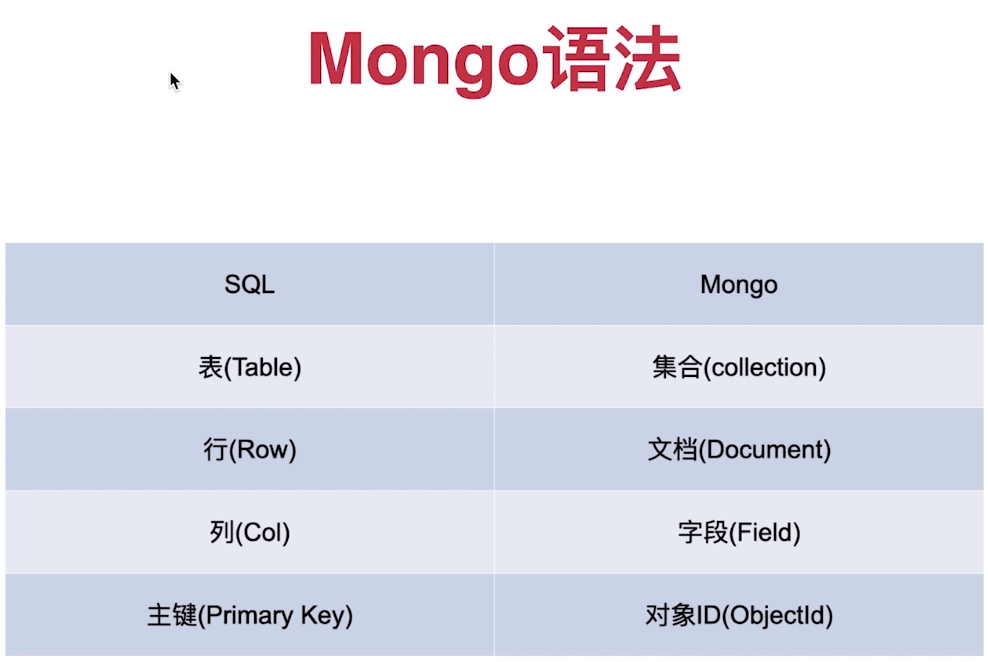 Mongo语法
SQL Mongo
表(Table) 集合(collection)
行(Row) 文档(Document)
列(Col) 字段(Field)
主键(Primary Key) 对象ID(ObjectId)